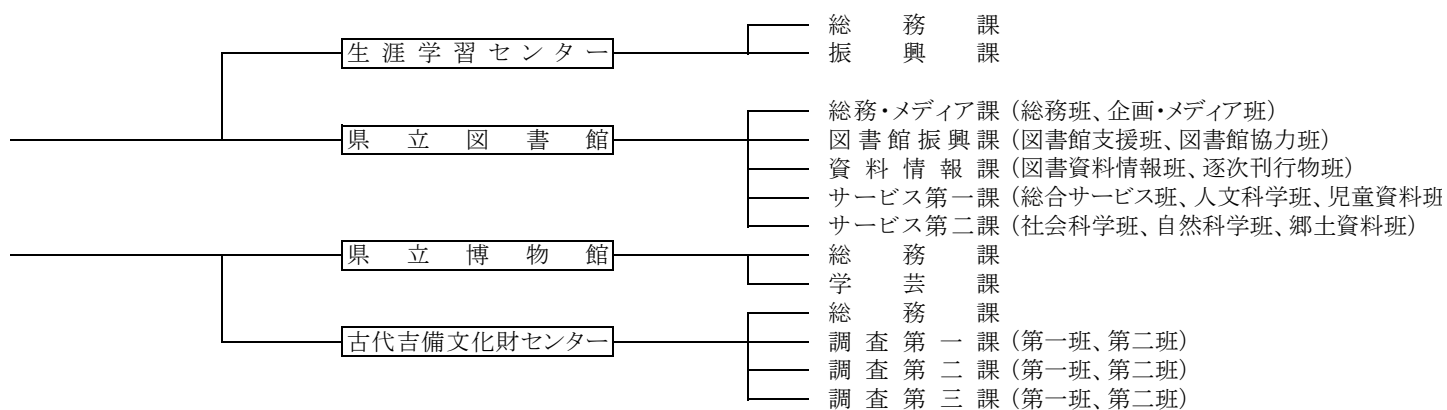 総務課
生涯学習センター 振興課
総務・メディア課（総務班、企画・メディア班）
県立図書館 図書館振興課（図書館支援班、図書館協力班）
資料情報課（図書資料情報班、逐次刊行物班）
サービス第一課（総合サービス班、人文科学班、児童資料班
サービス第二課（社会科学班、自然科学班、郷土資料班）
県立博物館 総務課
学芸課
総務課
古代吉備文化財センター 調査第一課（第一班、第二班）
調査第二課（第一班、第二班）
調査第三課（第一班、第二班）